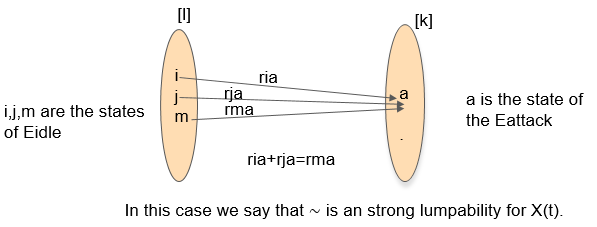 [l]
[k]
i
ria
j
rja
a
m
rma
i,j,m are the states
of Eidle
a is the state of
the Eattack
.
ria+rja=rma
In this case we say that ~ is an strong lumpability for X(t).